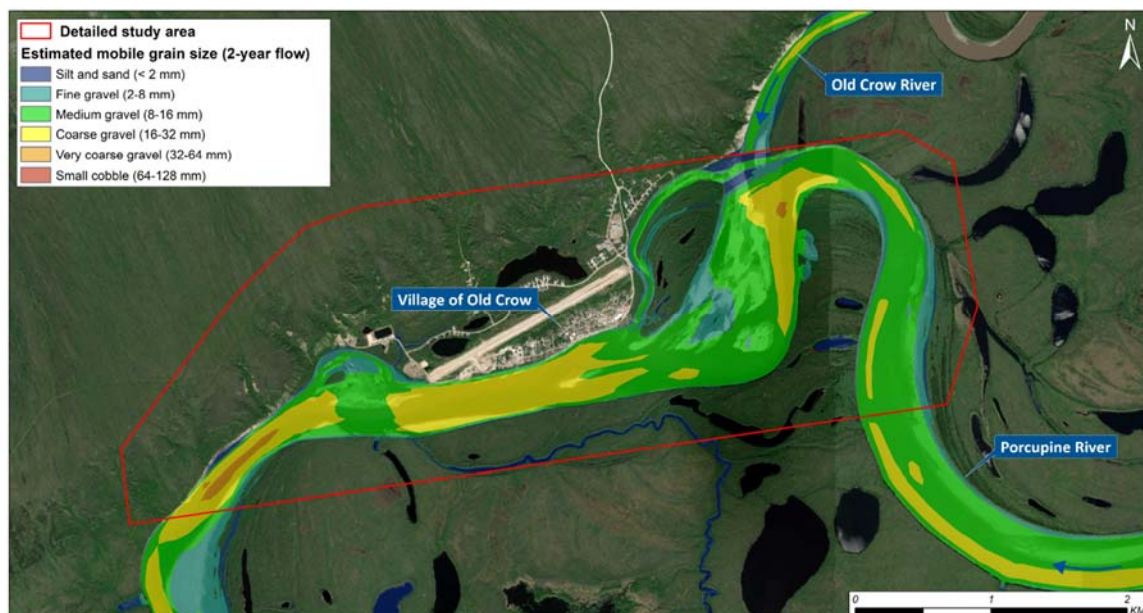 Detailed study area
Estimated mobile grain size (2-year flow)
Silt and sand (< 2 mm)
Fine gravel (2-8 mm)
Medium gravel (8-16 mm)
Coarse gravel (16-32 mm)
Very coarse gravel (32-64 mm)
Small cobble (64-128 mm)
N
Old Crow River
Village of Old Crow
Porcupine River
0 1 2